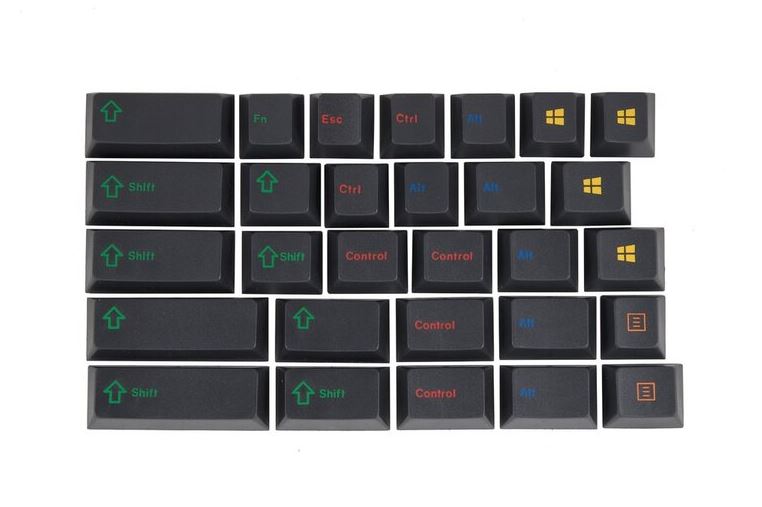 Fn Esc Ctrl Alt
Shift Ctrl Alt Alt
Shift Shift Control Control Alt
Control Alt
Shift Shift Control Alt